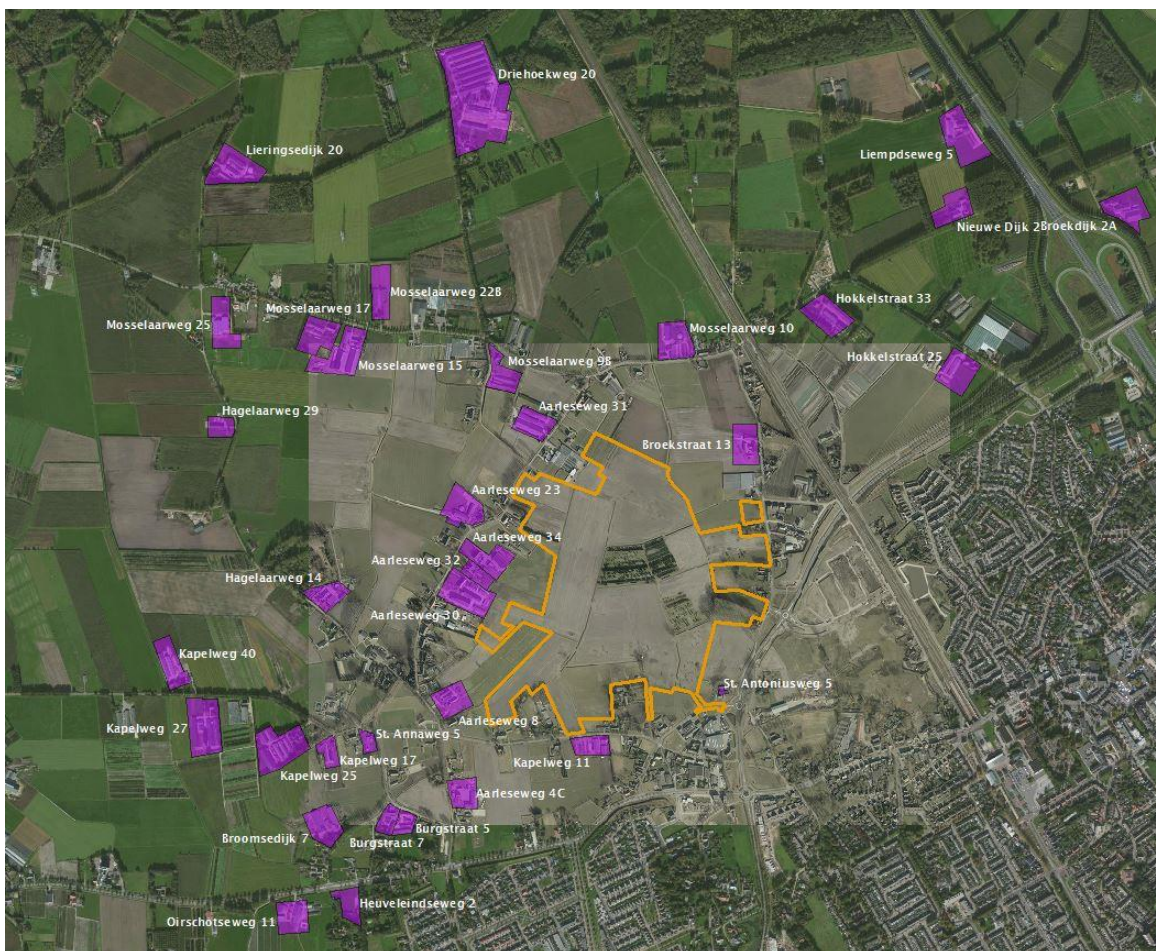 Driehoekweg 20
Lieringsedijk 20
Liempdseweg 5
Nieuwe Dijk 2
Broekdijk 2A
Mosselaarweg 22B
Mosselaarweg 17
Mosselaarweg 25
Hokkelstraat 33
Mosselaarweg 10
Hokkelstraat 25
Mosselaarweg 9B
Mosselaarweg 15
Aarleseweg 31
Hagelaarweg 29
Broekstraat 13
Aarleseweg 23
Aarleseweg 34
Aarleseweg 32
Hagelaarweg 14
Aarleseweg 30
Kapelweg 40
St. Antoniusweg 5
Aarleseweg 8
Kapelweg 27
St. Annaweg 5
Kapelweg 17
Kapelweg 11
Kapelweg 25
Aarleseweg 4C
Burgstraat 5
Broomsedijk 7
Burgstraat 7
Heuveleindseweg 2
Oirschotseweg 11